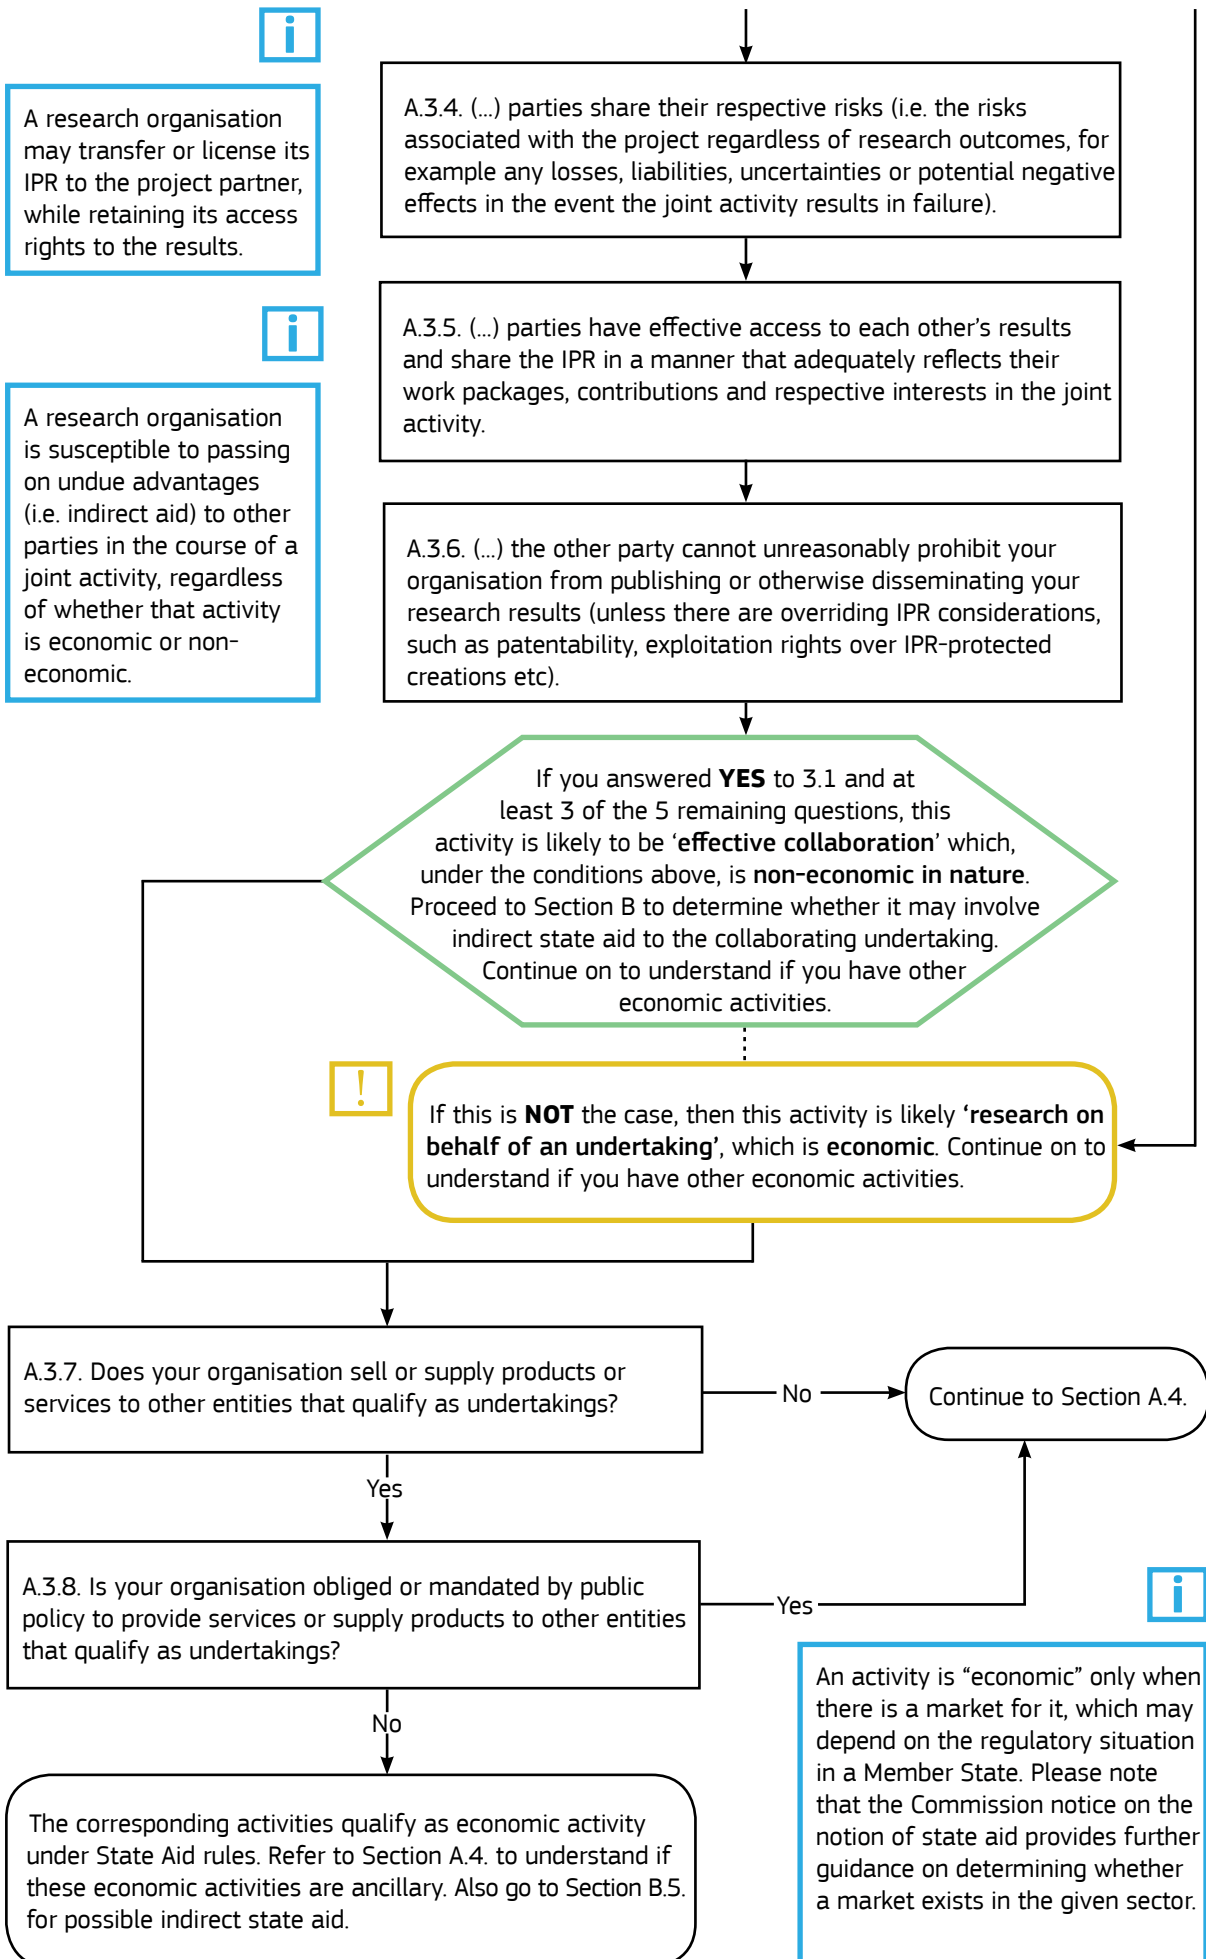 i
A research organisation
may transfer or license its
IPR to the project partner,
while retaining its access
rights to the results.
A.3.4. (...) parties share their respective risks (i.e. the risks
associated with the project regardless of research outcomes, for
example any losses, liabilities, uncertainties or potential negative
effects in the event the joint activity results in failure).
i
A research organisation
is susceptible to passing
on undue advantages
(i.e. indirect aid) to other
parties in the course of a
joint activity, regardless
of whether that activity
is economic or non-
economic.
A.3.5. (...) parties have effective access to each other's results
and share the IPR in a manner that adequately reflects their
work packages, contributions and respective interests in the joint
activity.
A.3.6. (...) the other party cannot unreasonably prohibit your
organisation from publishing or otherwise disseminating your
research results (unless there are overriding IPR considerations,
such as patentability, exploitation rights over IPR-protected
creations etc).
If you answered YES to 3.1 and at
least 3 of the 5 remaining questions, this
activity is likely to be ‘effective collaboration’ which,
under the conditions above, is non-economic in nature.
Proceed to Section B to determine whether it may involve
indirect state aid to the collaborating undertaking.
Continue on to understand if you have other
economic activities.
!
If this is NOT the case, then this activity is likely ‘research on
behalf of an undertaking’, which is economic. Continue on to
understand if you have other economic activities.
A.3.7. Does your organisation sell or supply products or
services to other entities that qualify as undertakings?
No
Continue to Section A.4.
Yes
A.3.8. Is your organisation obliged or mandated by public
policy to provide services or supply products to other entities
that qualify as undertakings?
Yes
No
The corresponding activities qualify as economic activity
under State Aid rules. Refer to Section A.4. to understand if
these economic activities are ancillary. Also go to Section B.5.
for possible indirect state aid.
i
An activity is “economic” only when
there is a market for it, which may
depend on the regulatory situation
in a Member State. Please note
that the Commission notice on the
notion of state aid provides further
guidance on determining whether
a market exists in the given sector.